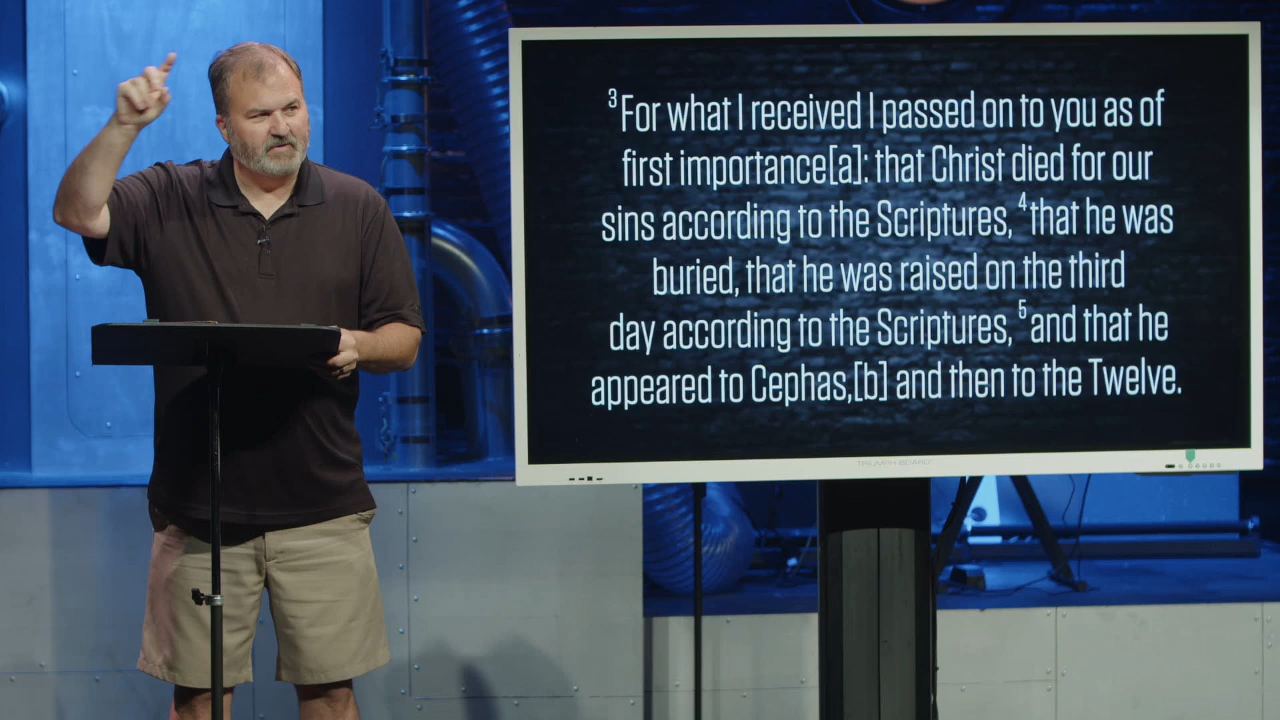 ³For what I received I passed on to you as of
first importance[a]: that Christ died for our
sins according to the Scriptures, ⁴that he was
buried, that he was raised on the third
day according to the Scriptures, ⁵and that he
appeared to Cephas,[b] and then to the Twelve.
TRIUMPH BOARD